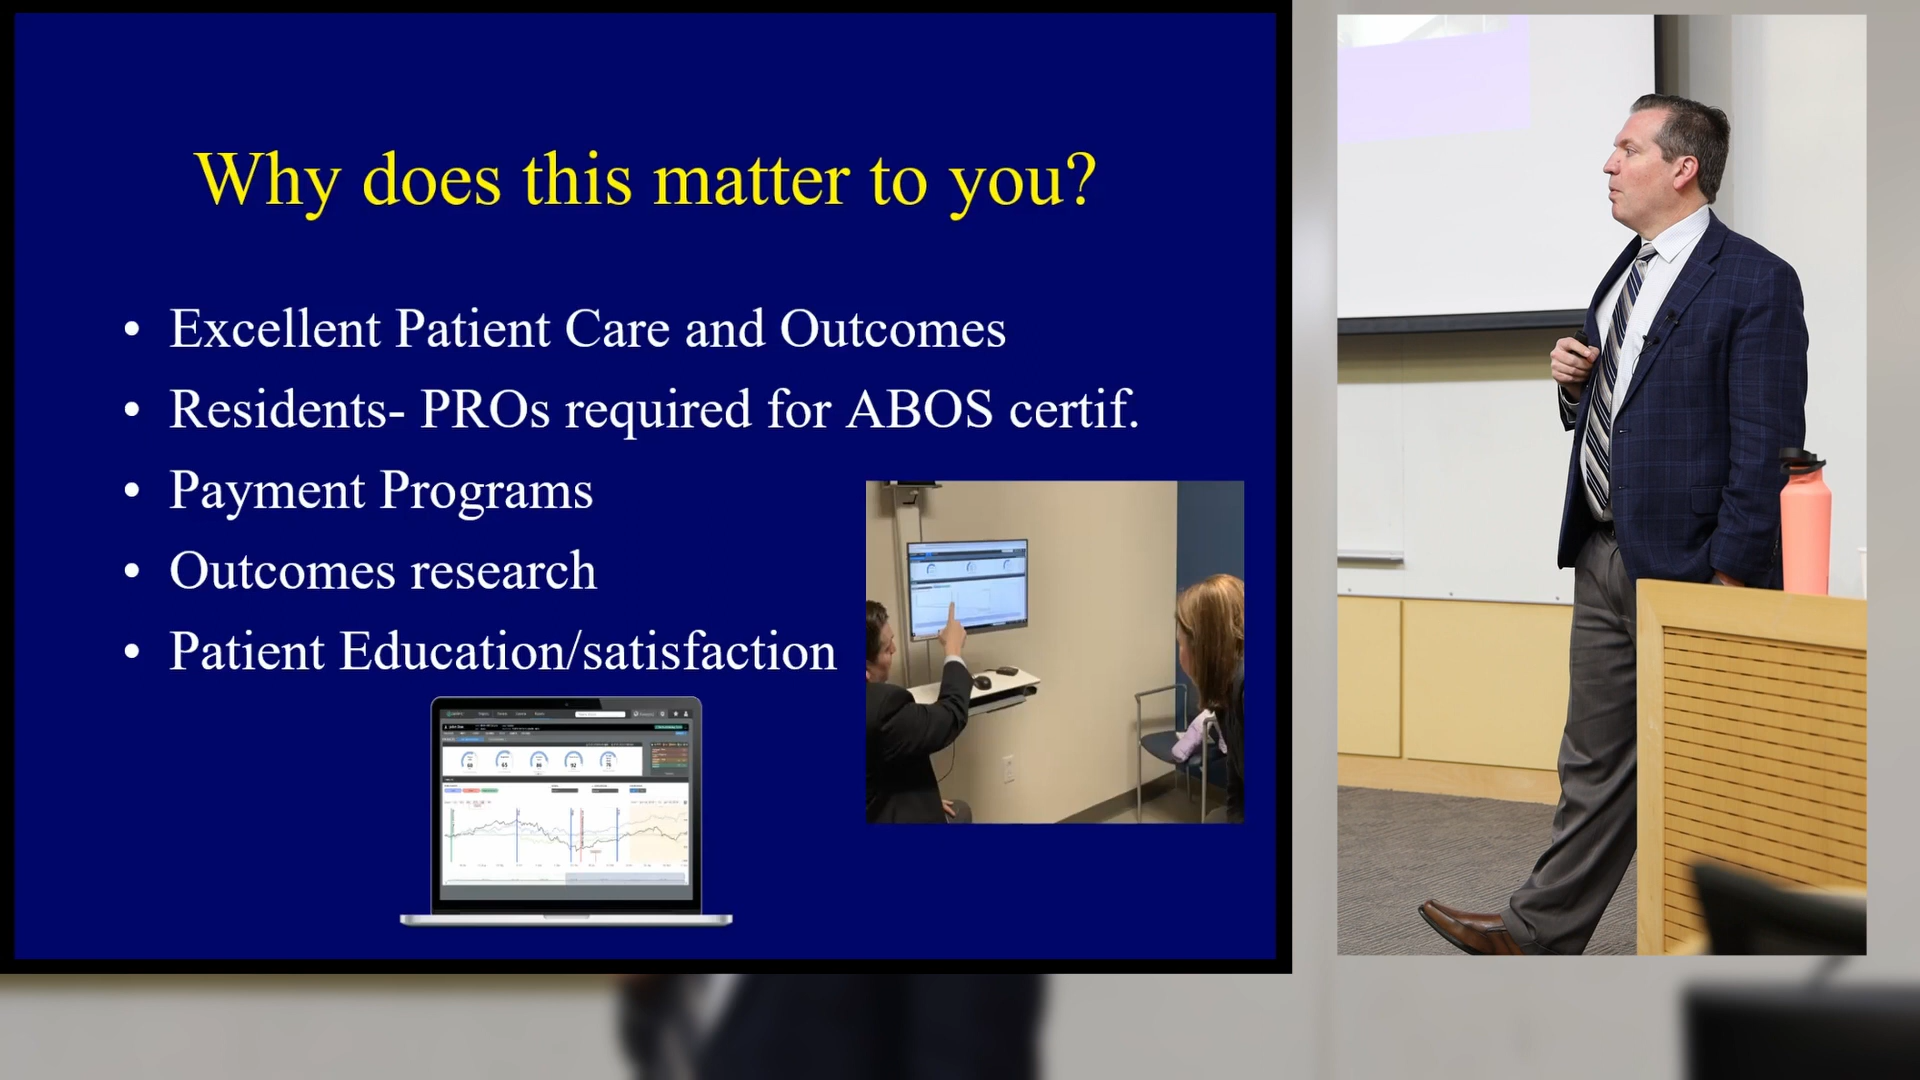 Why does this matter to you?
• Excellent Patient Care and Outcomes
• Residents- PROs required for ABOS certif.
• Payment Programs
• Outcomes research
• Patient Education/satisfaction